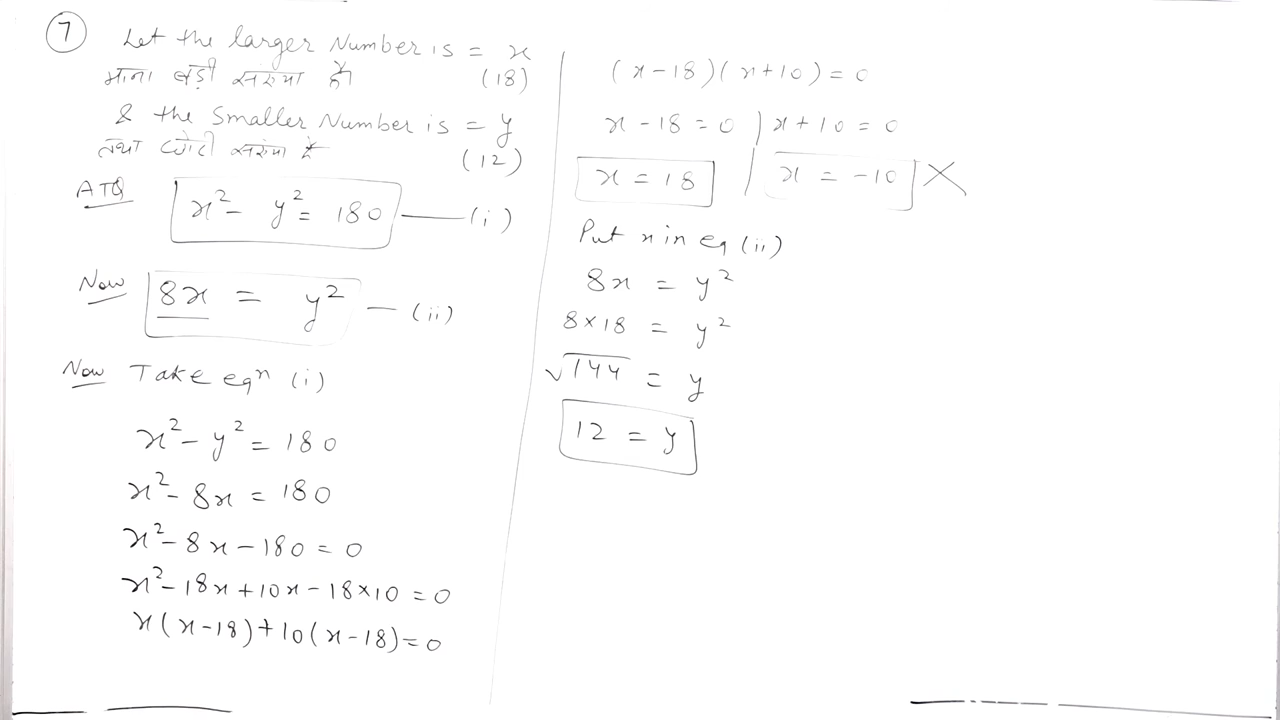 7
Let the larger Number is = x
माना बड़ी संख्या है। (18)
& the Smaller Number is = y
तथा छोटी संख्या है (12)
ATQ
x² - y² = 180 —— (i)
Now 8x = y² — (ii)
Now Take eqn (i)
x² - y² = 180
x² - 8x = 180
x² - 8x - 180 = 0
x² - 18x + 10x - 18×10 = 0
x(x-18) + 10(x-18) = 0
(x-18)(x+10) = 0
x - 18 = 0 | x + 10 = 0
x = 18 | x = -10 ×
Put x in eq (ii)
8x = y²
8×18 = y²
√144 = y
12 = y